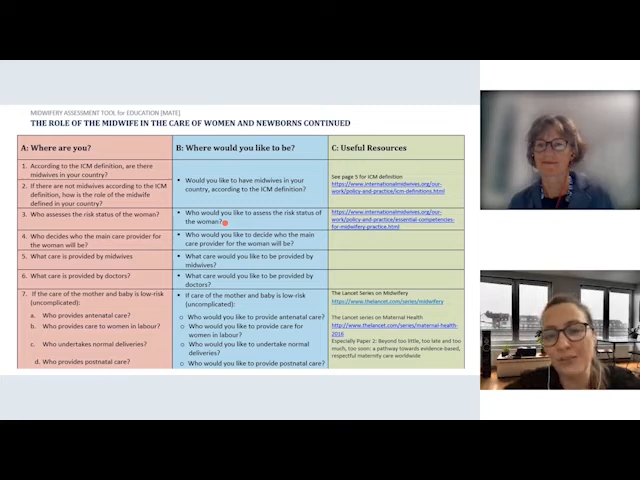 MIDWIFERY ASSESSMENT TOOL for EDUCATION [MATE]
THE ROLE OF THE MIDWIFE IN THE CARE OF WOMEN AND NEWBORNS CONTINUED
A: Where are you?
B: Where would you like to be?
C: Useful Resources
1. According to the ICM definition, are there
midwives in your country?
2. If there are not midwives according to the ICM
definition, how is the role of the midwife
defined in your country?
• Would you like to have midwives in your
country, according to the ICM definition?
See page 5 for ICM definition
https://www.internationalmidwives.org/our-
work/policy-and-practice/icm-definitions.html
3. Who assesses the risk status of the woman?
• Who would you like to assess the risk status of
the woman?
https://www.internationalmidwives.org/our-
work/policy-and-practice/essential-competencies-
for-midwifery-practice.html
4. Who decides who the main care provider for
the woman will be?
• Who would you like to decide who the main
care provider for the woman will be?
5. What care is provided by midwives
• What care would you like to be provided by
midwives?
6. What care is provided by doctors?
• What care would you like to be provided by
doctors?
7. If the care of the mother and baby is low-risk
(uncomplicated):
a. Who provides antenatal care?
b. Who provides care to women in labour?
c. Who undertakes normal deliveries?
d. Who provides postnatal care?
• If care of the mother and baby is low-risk
(uncomplicated):
o Who would you like to provide antenatal care?
o Who would you like to provide care for
women in labour?
o Who would you like to undertake normal
deliveries?
o Who would you like to provide postnatal care?
The Lancet Series on Midwifery
https://www.thelancet.com/series/midwifery
The Lancet series on Maternal Health
http://www.thelancet.com/series/maternal-health-
2016
Especially Paper 2: Beyond too little, too late and too
much, too soon: a pathway towards evidence-based,
respectful maternity care worldwide